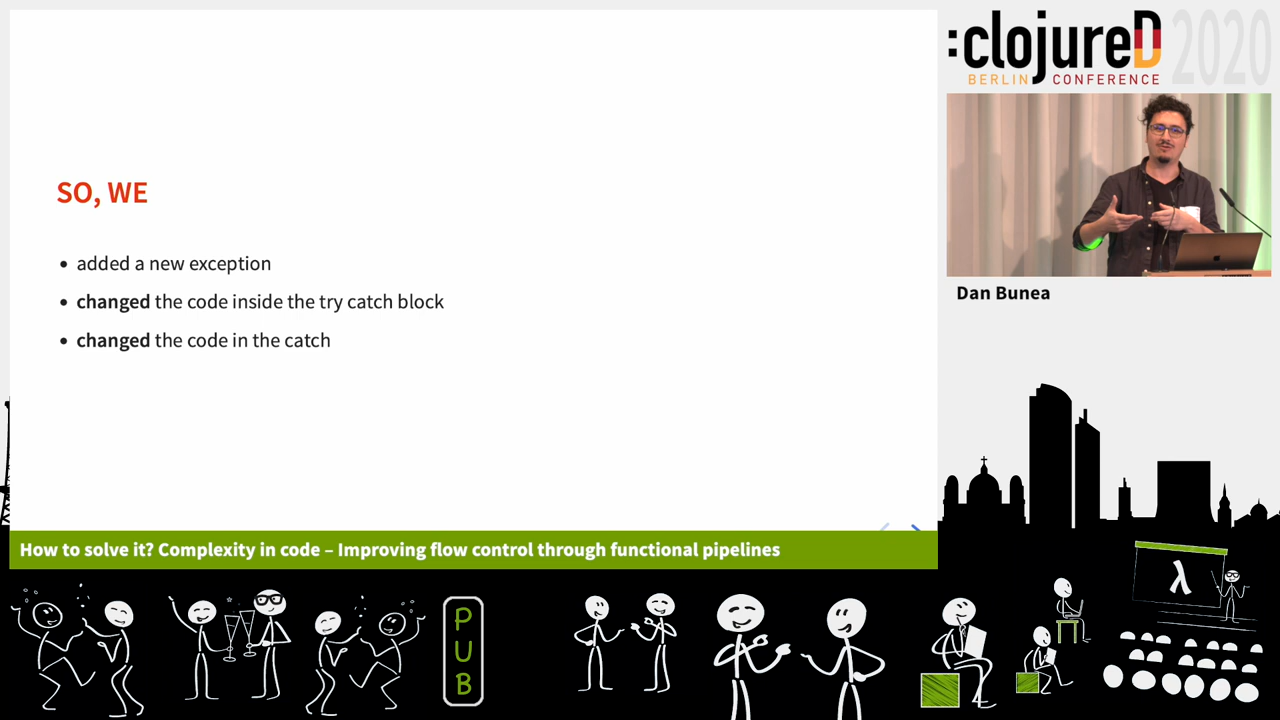 SO, WE
• added a new exception
• changed the code inside the try catch block
• changed the code in the catch
How to solve it? Complexity in code – Improving flow control through functional pipelines
:clojureD 2020
BERLIN CONFERENCE
Dan Bunea
PUB
λ